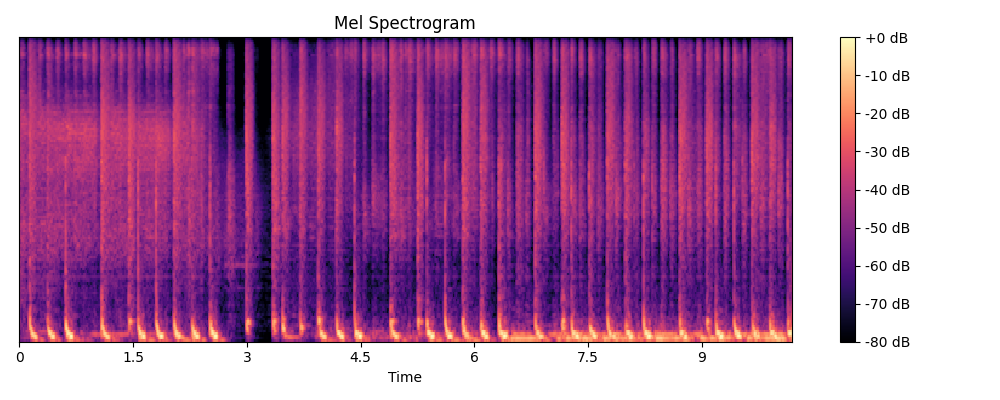 Mel Spectrogram
+0 dB
-10 dB
-20 dB
-30 dB
-40 dB
-50 dB
-60 dB
-70 dB
-80 dB
0 1.5 3 4.5 6 7.5 9
Time